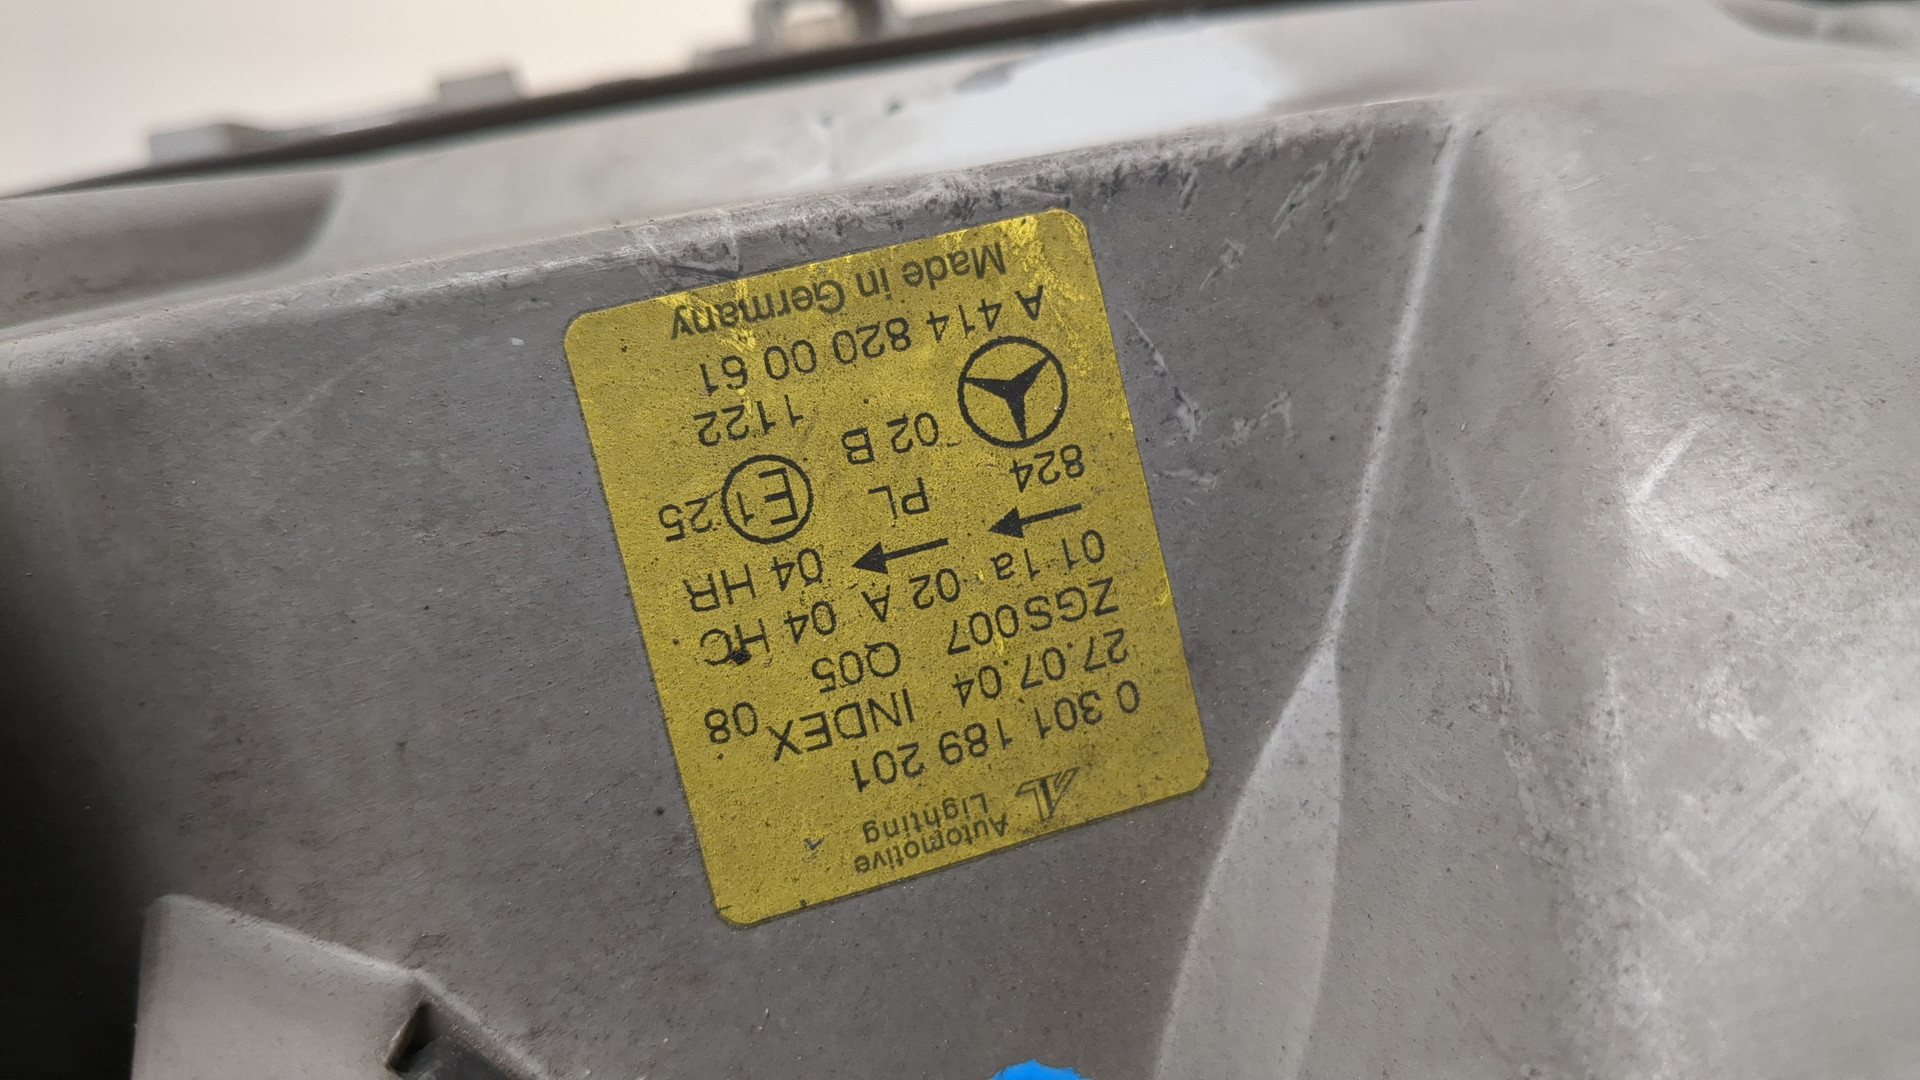 Automotive
Lighting
0 301 189 201
27.07.04 INDEX 08
ZGS007 Q05
01 1a 02 A 04 HC
04 HR
824 PL E1 25
02 B 1122
A 414 820 00 61
Made in Germany